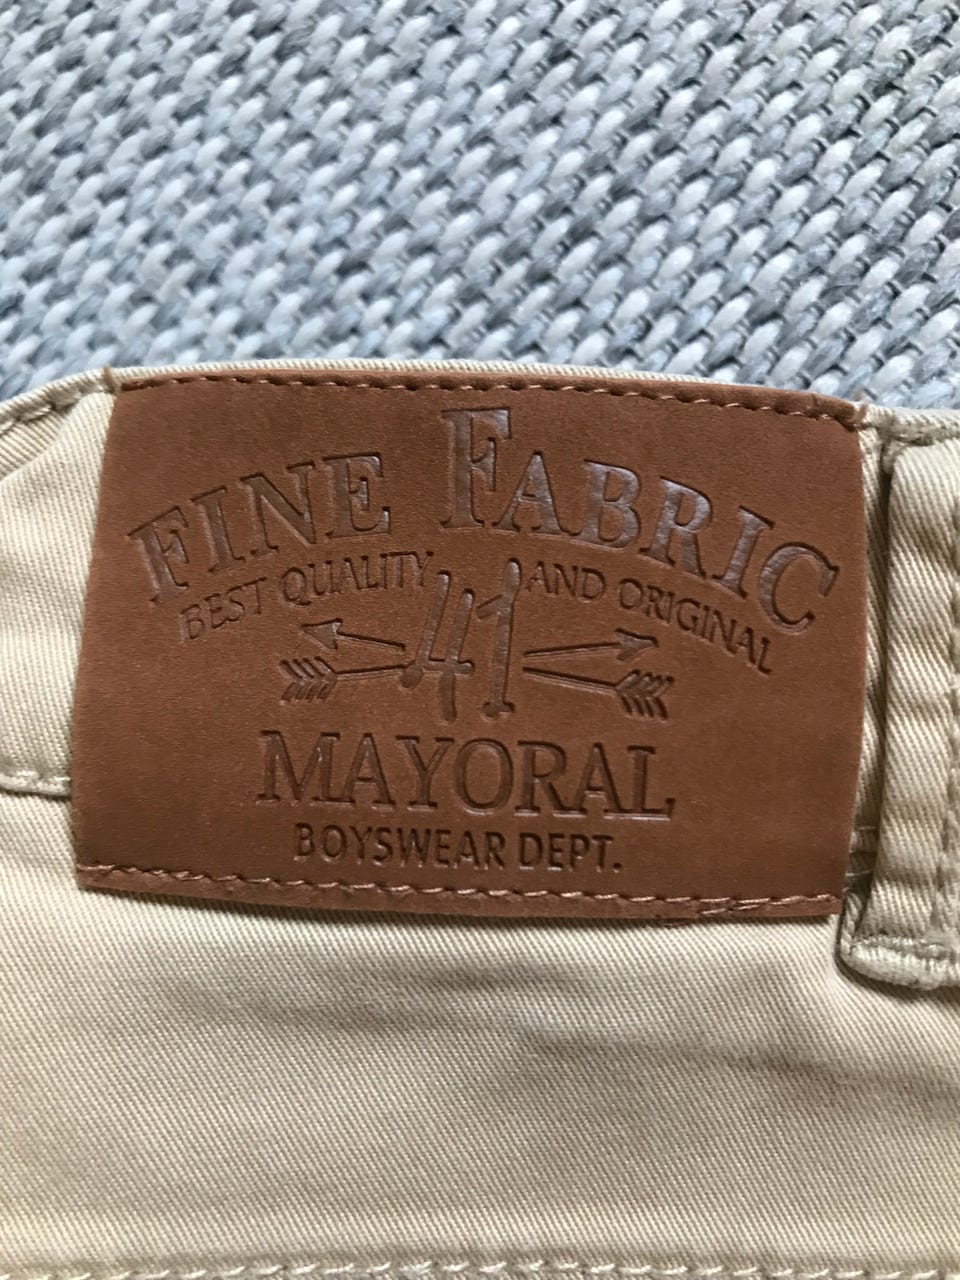 FINE FABRIC
BEST QUALITY AND ORIGINAL
41
MAYORAL
BOYSWEAR DEPT.